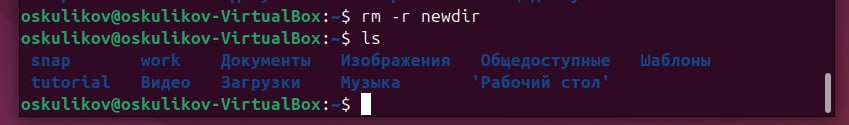 oskulikov@oskulikov-VirtualBox:~$ rm -r newdir
oskulikov@oskulikov-VirtualBox:~$ ls
snap work Документы Изображения Общедоступные Шаблоны
tutorial Видео Загрузки Музыка 'Рабочий стол'
oskulikov@oskulikov-VirtualBox:~$